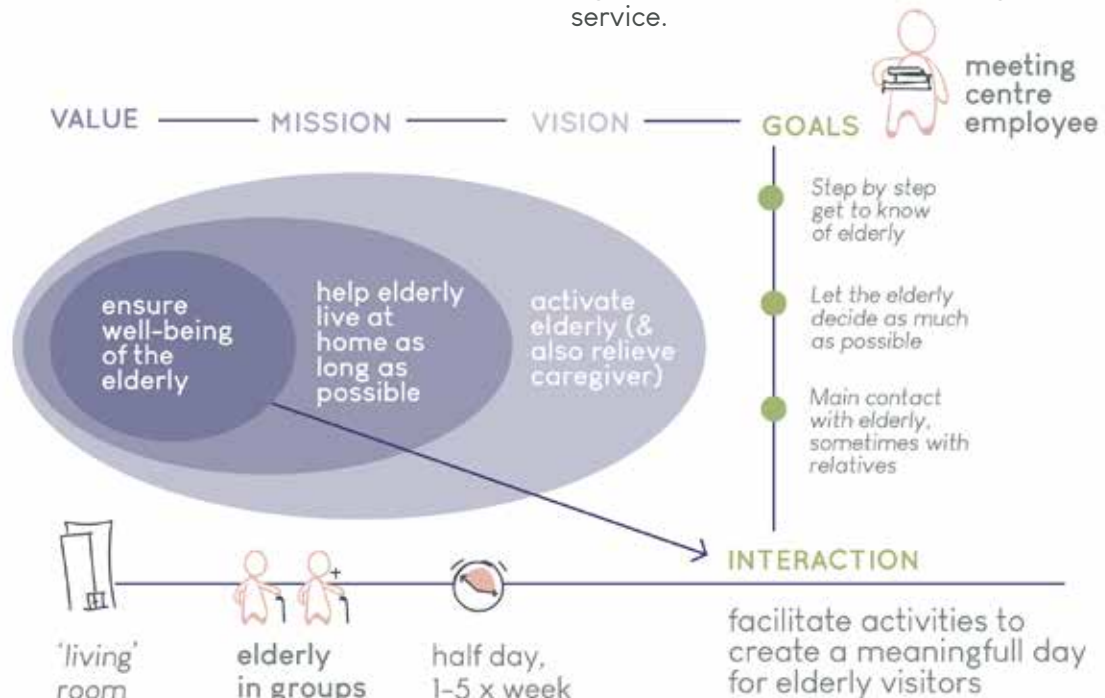 service.
meeting
centre
employee
VALUE
MISSION
VISION
GOALS
Step by step
get to know
of elderly
ensure
well-being
of the
elderly
help elderly
live at
home as
long as
possible
activate
elderly (&
also relieve
caregiver)
Let the elderly
decide as much
as possible
Main contact
with elderly,
sometimes with
relatives
INTERACTION
'living'
room
elderly
in groups
half day,
1-5 x week
facilitate activities to
create a meaningfull day
for elderly visitors